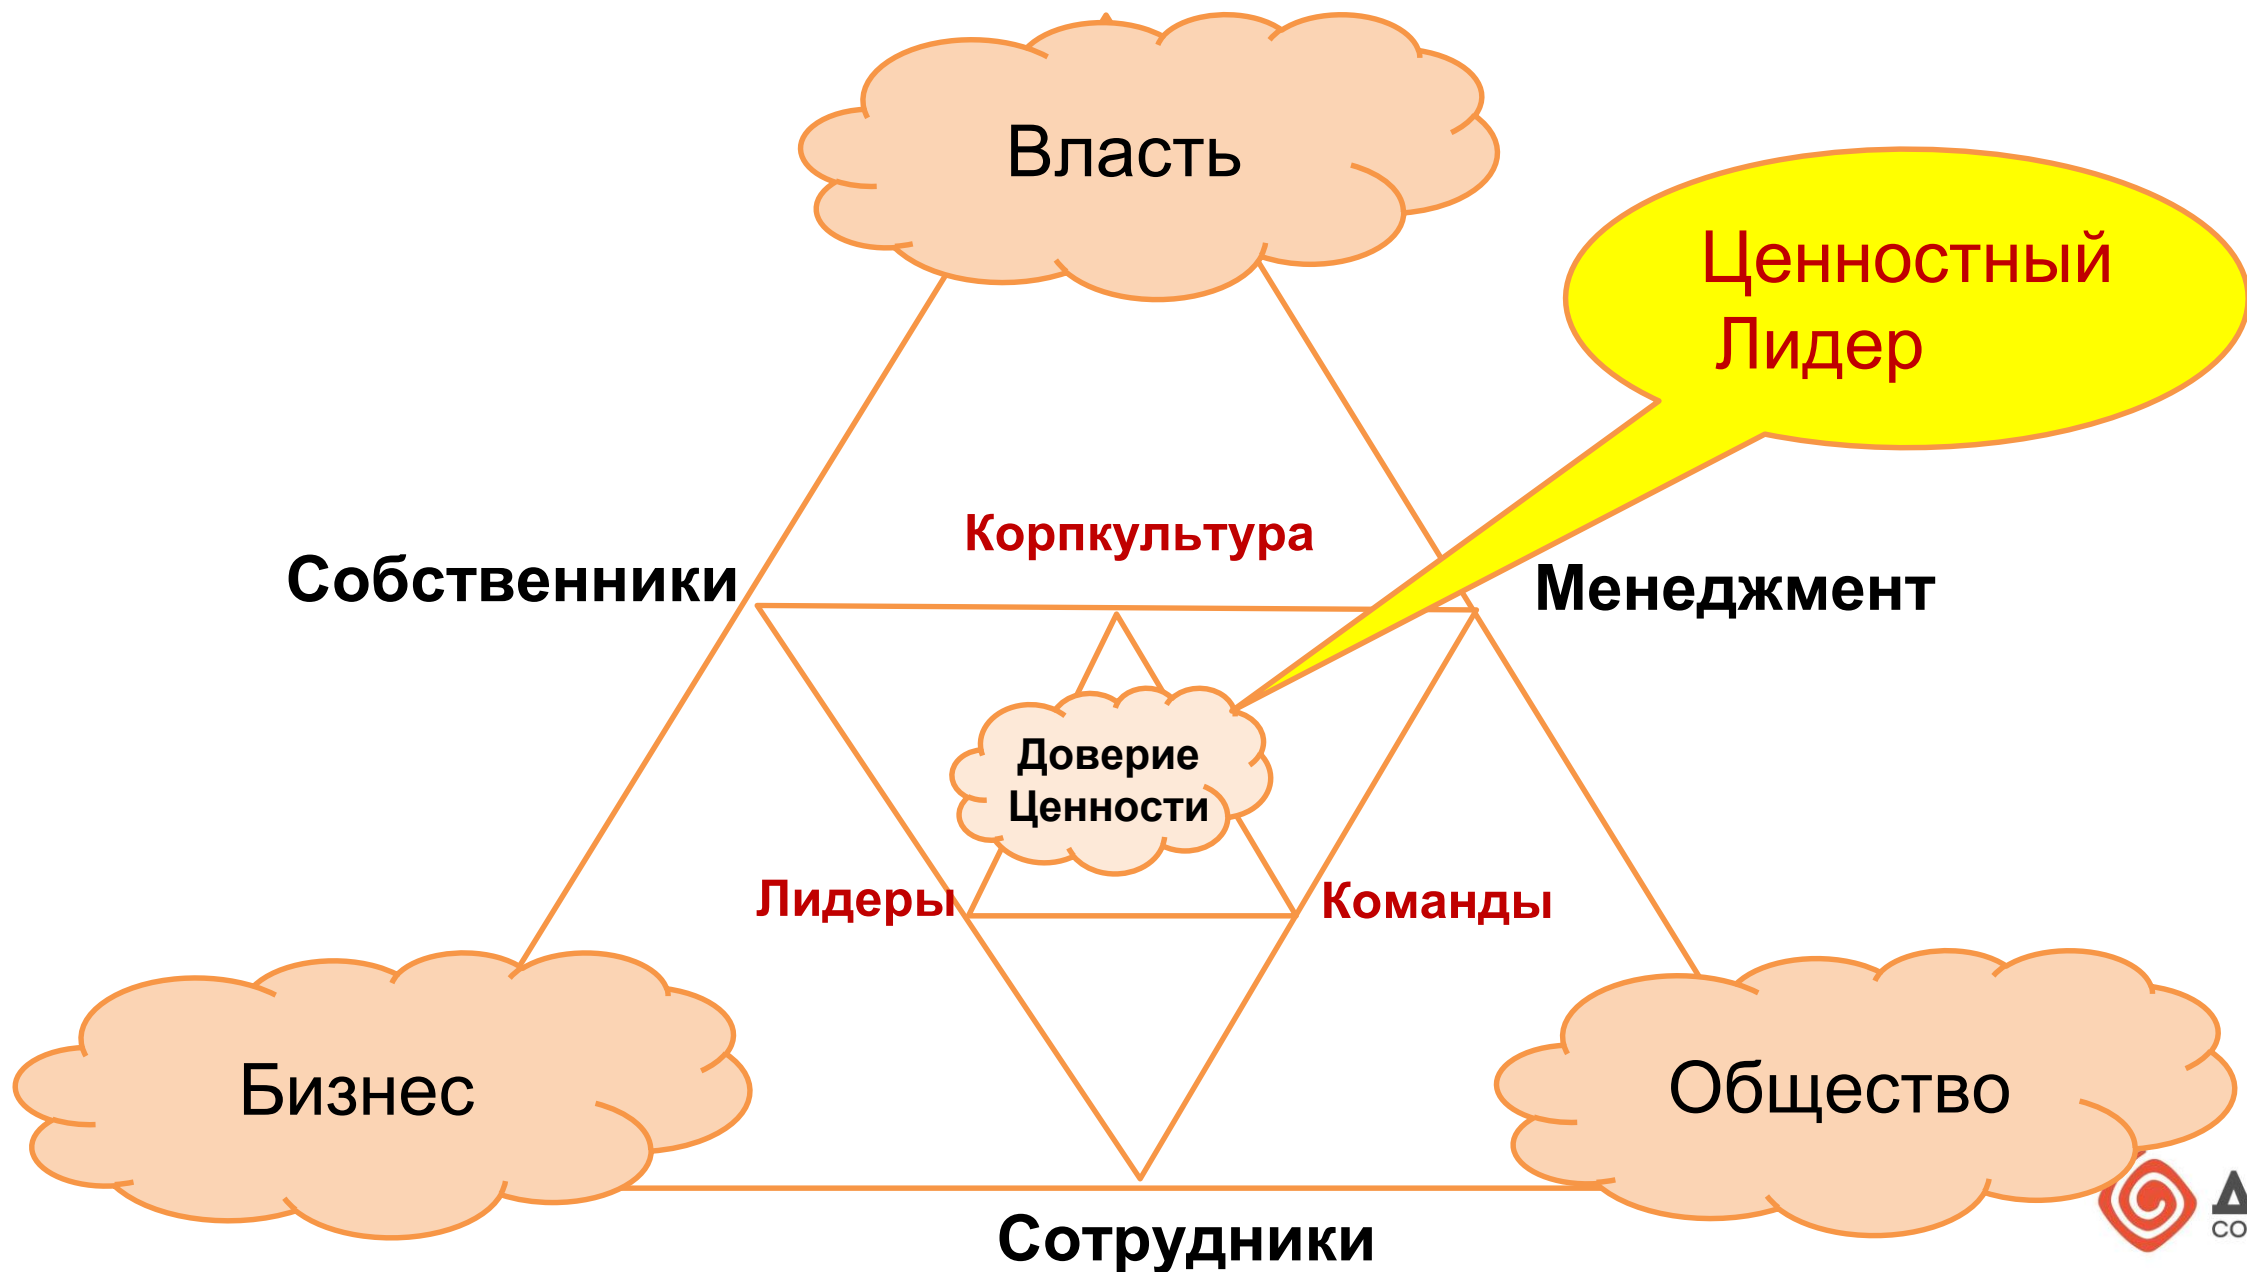 Власть
Ценностный
Лидер
Корпкультура
Собственники
Менеджмент
Доверие
Ценности
Лидеры
Команды
Бизнес
Общество
Сотрудники